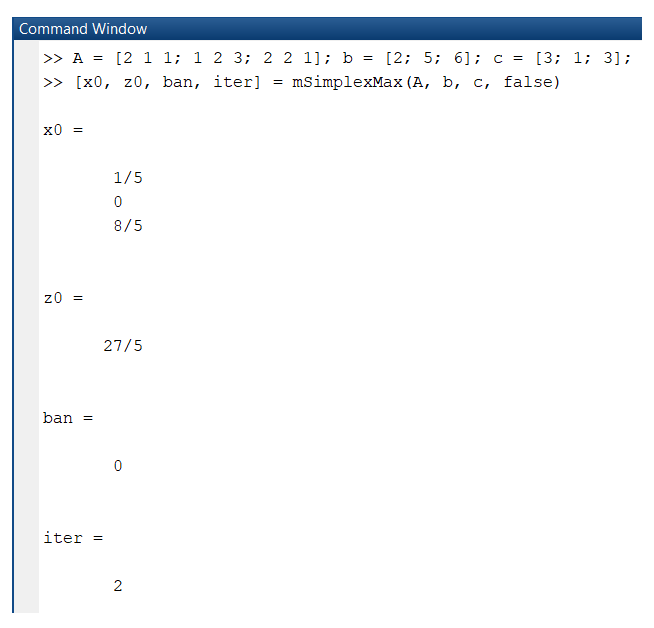 Command Window
>> A = [2 1 1; 1 2 3; 2 2 1]; b = [2; 5; 6]; c = [3; 1; 3];
>> [x0, z0, ban, iter] = mSimplexMax(A, b, c, false)
x0 =
1/5
0
8/5
z0 =
27/5
ban =
0
iter =
2